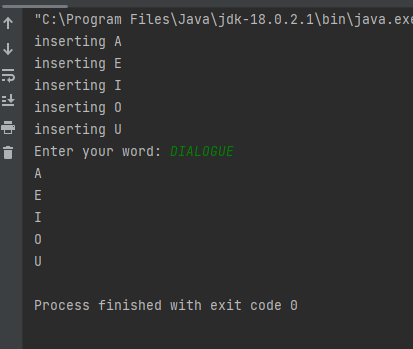 "C:\Program Files\Java\jdk-18.0.2.1\bin\java.exe
inserting A
inserting E
inserting I
inserting O
inserting U
Enter your word: DIALOGUE
A
E
I
O
U
Process finished with exit code 0